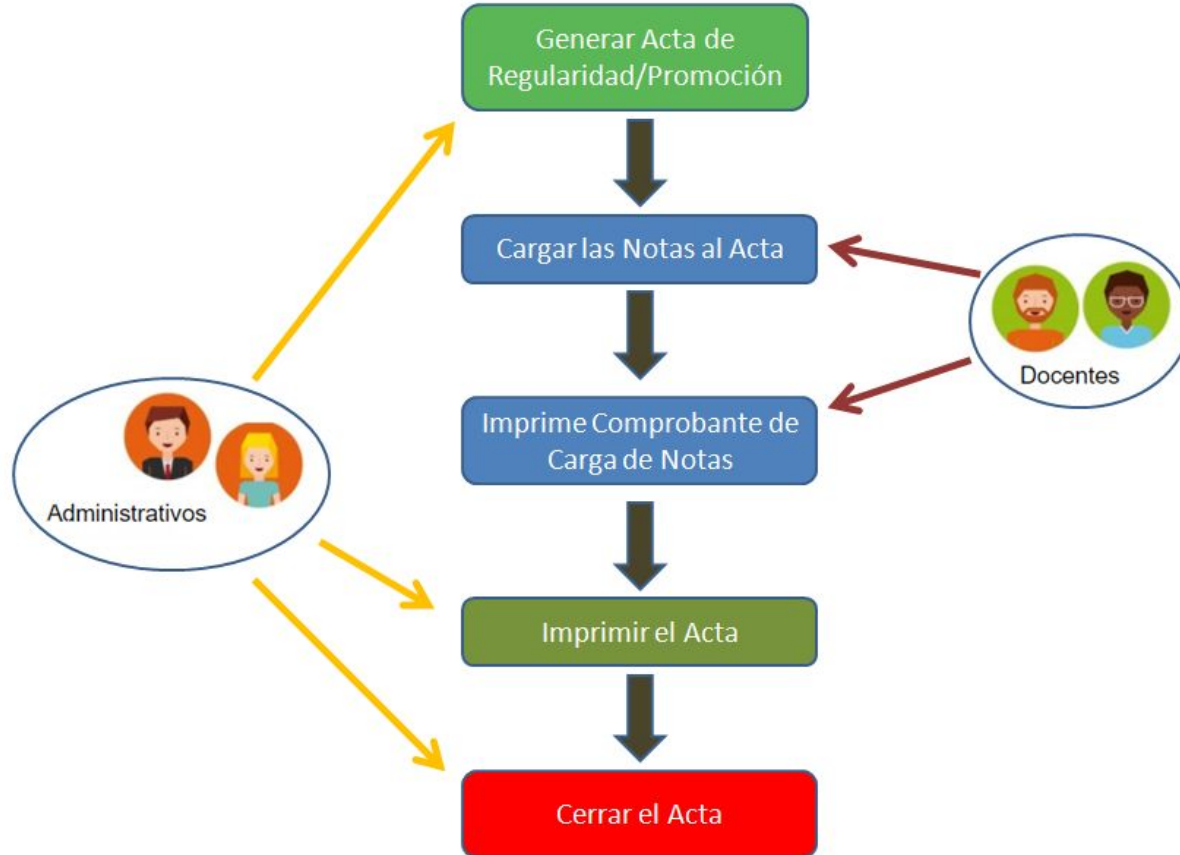 Generar Acta de
Regularidad/Promoción
Cargar las Notas al Acta
Docentes
Imprime Comprobante de
Carga de Notas
Administrativos
Imprimir el Acta
Cerrar el Acta